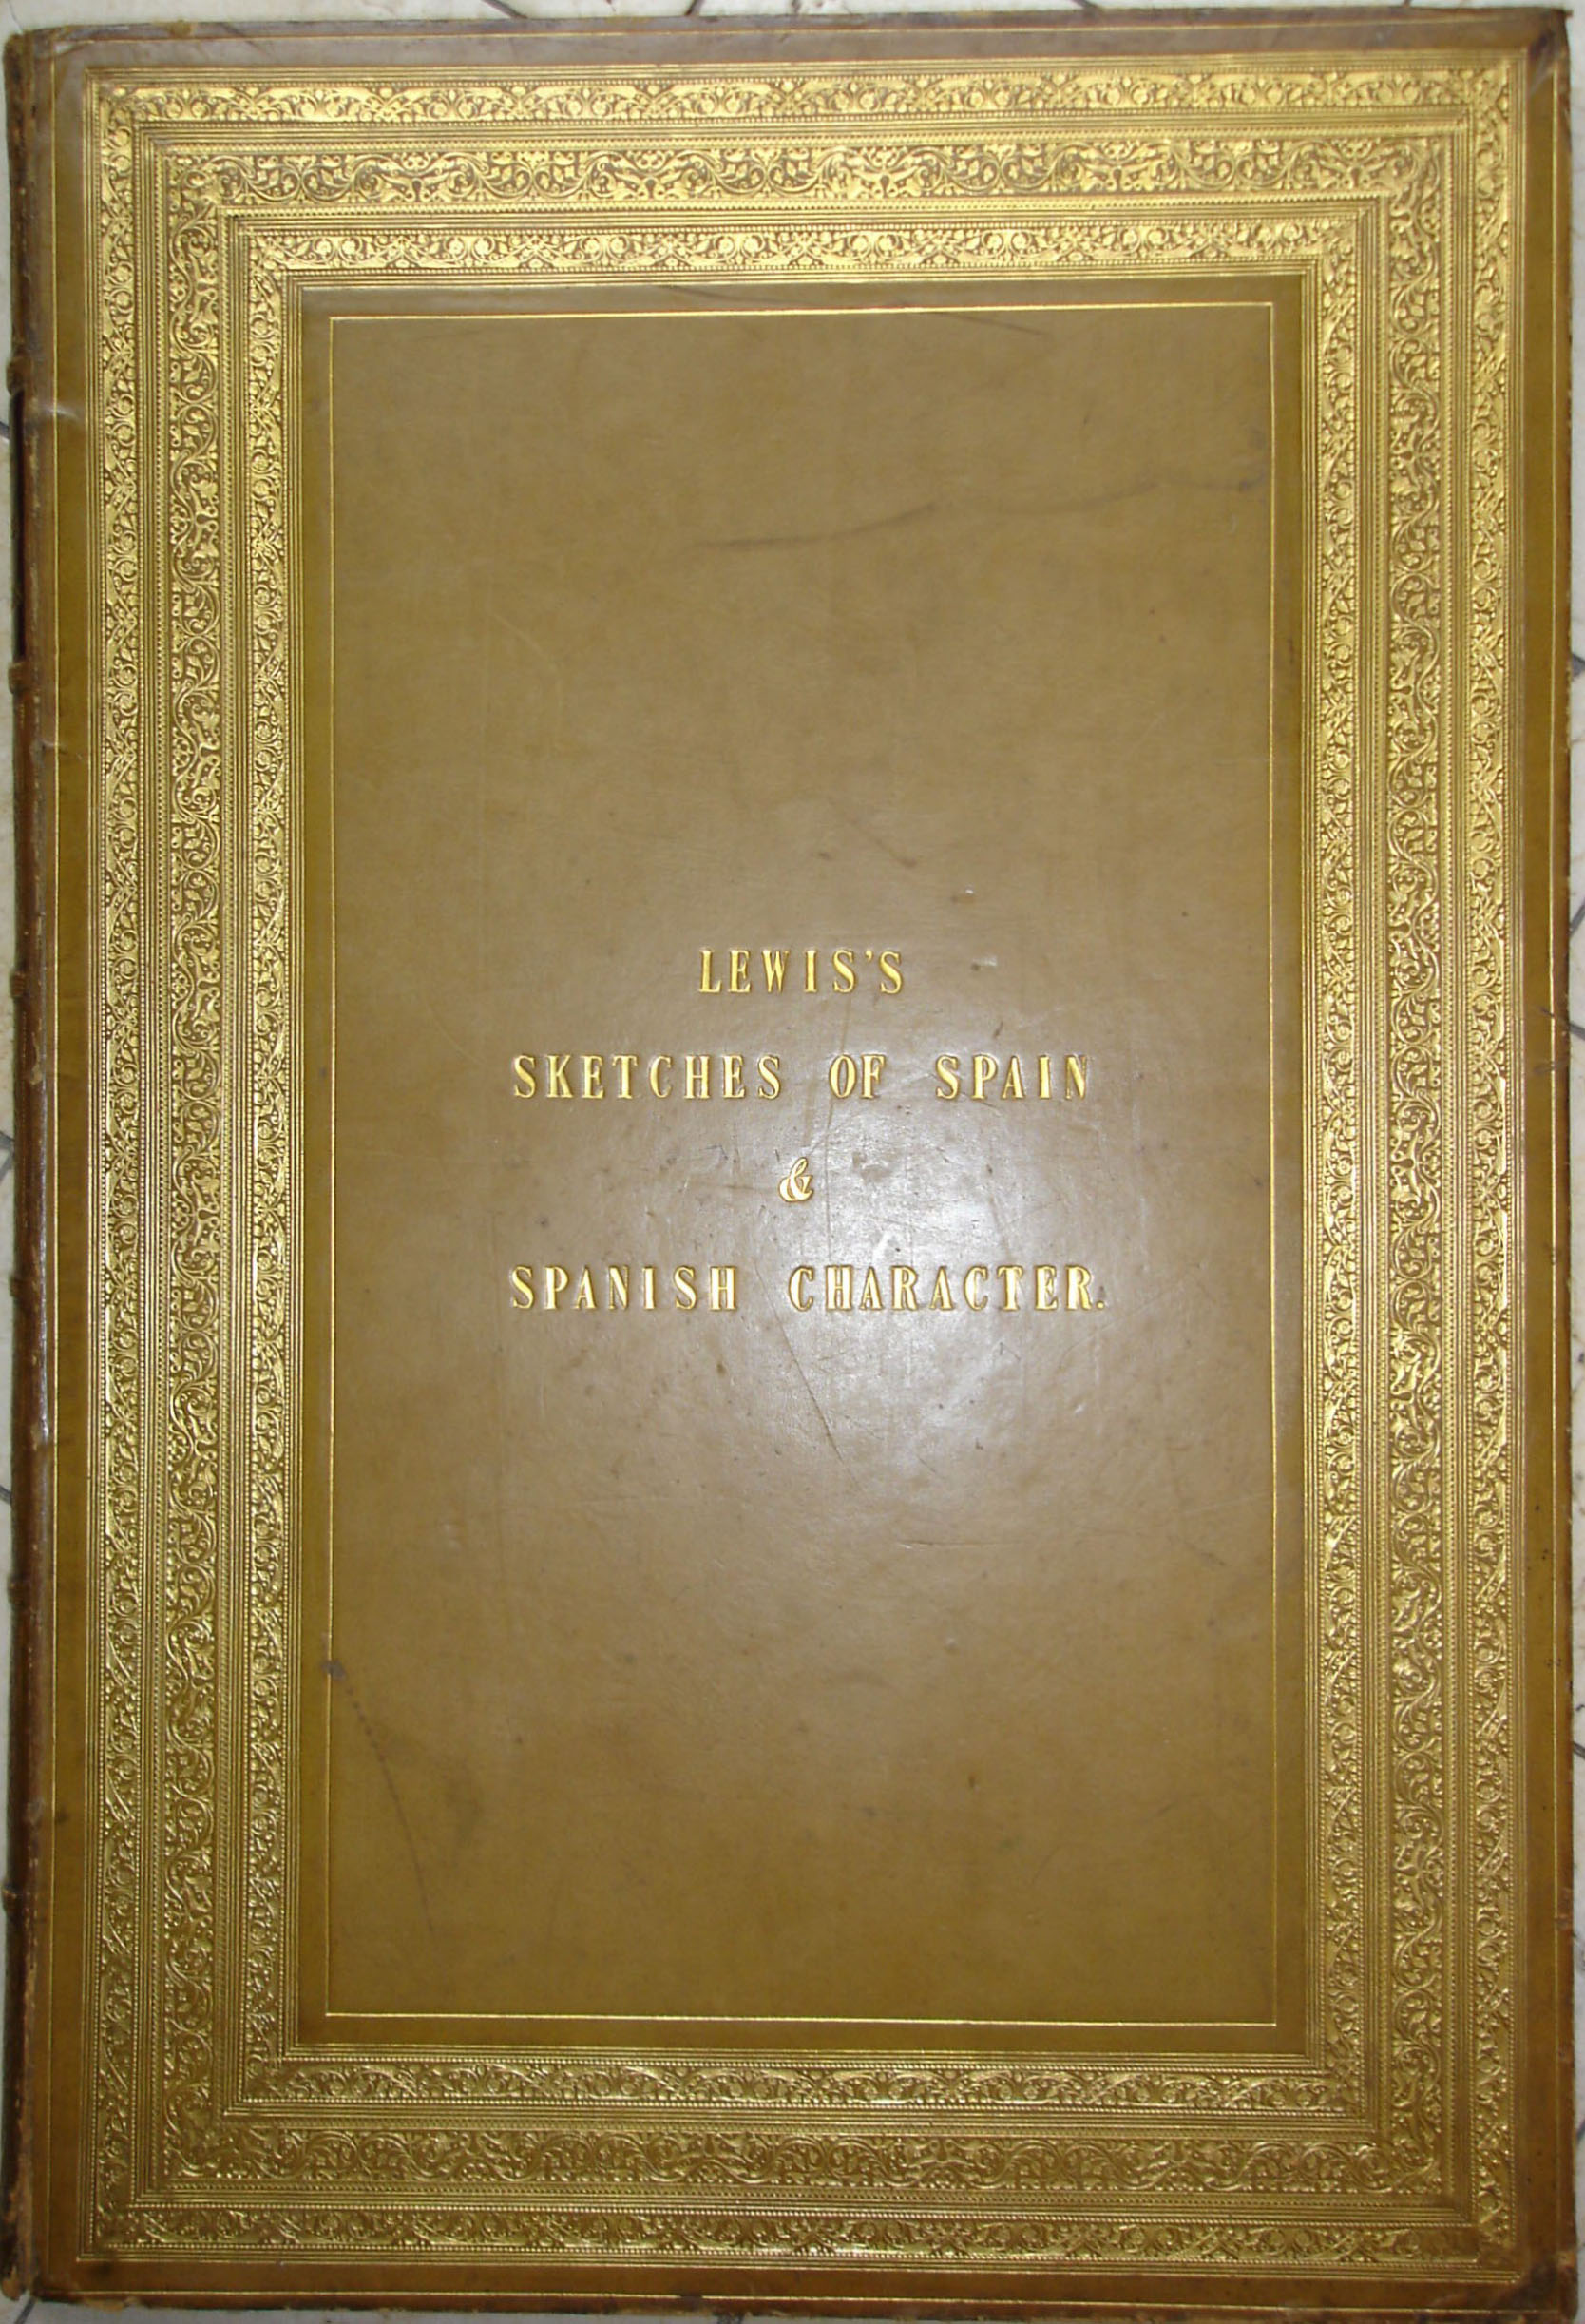 LEWIS'S
SKETCHES OF SPAIN
&
SPANISH CHARACTER.